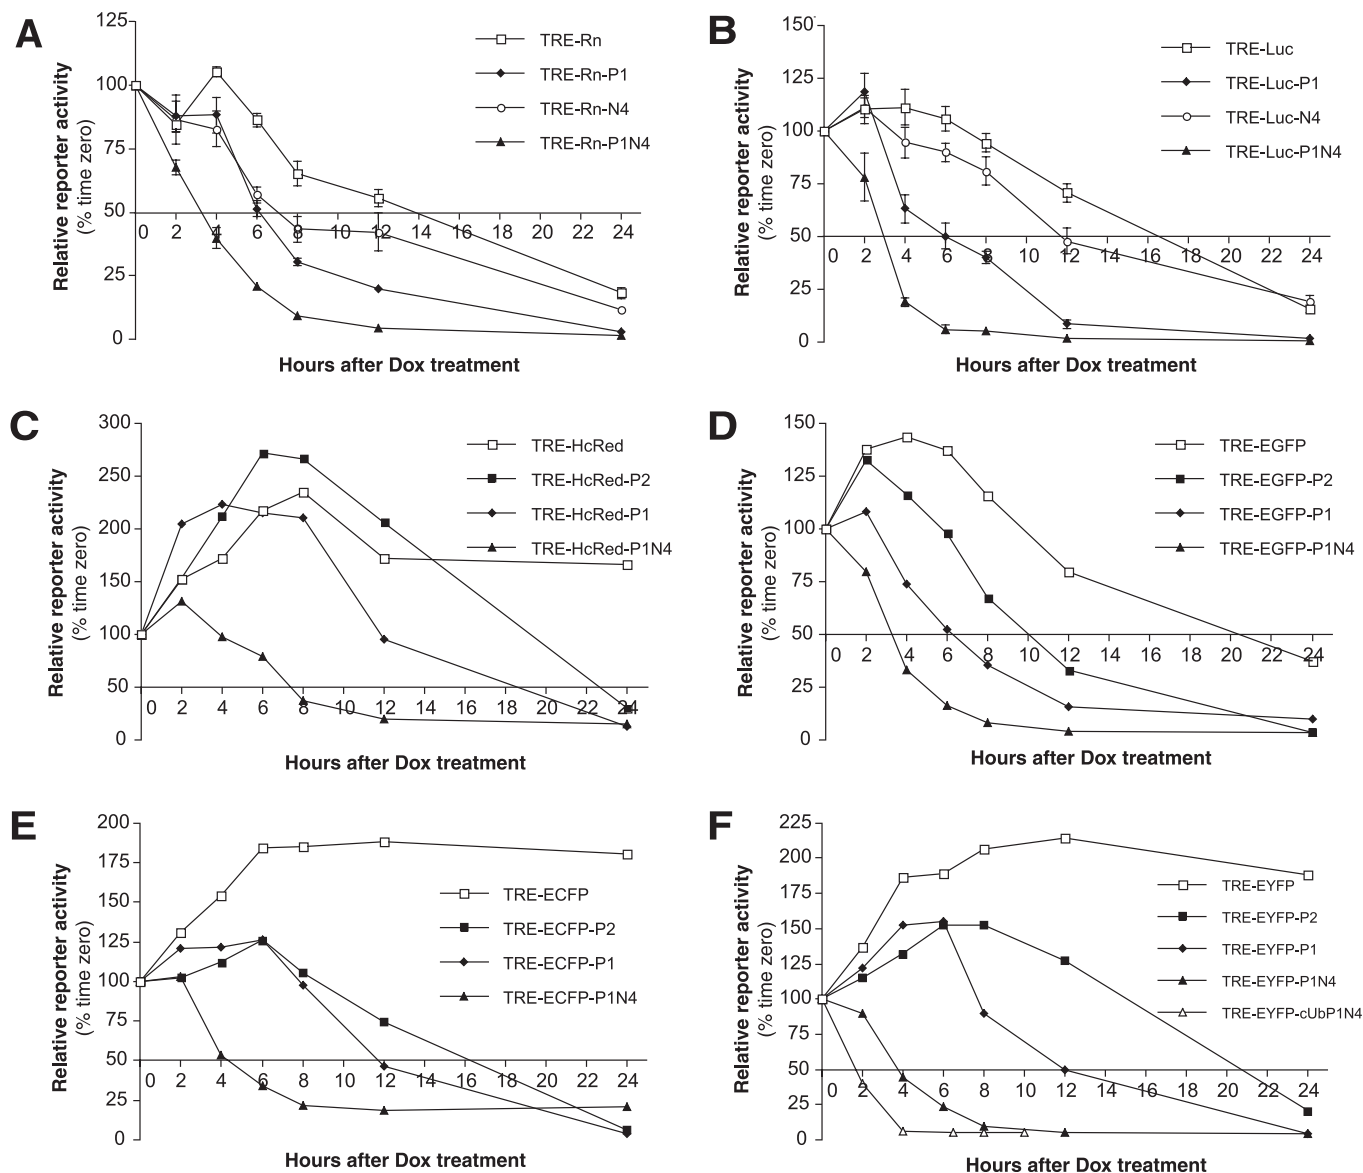 A
Relative reporter activity
(% time zero)
125
100
75
50
25
0
0 2 4 6 8 10 12 14 16 18 20 22 24
Hours after Dox treatment
TRE-Rn
TRE-Rn-P1
TRE-Rn-N4
TRE-Rn-P1N4
B
Relative reporter activity
(% time zero)
150
125
100
75
50
25
0
0 2 4 6 8 10 12 14 16 18 20 22 24
Hours after Dox treatment
TRE-Luc
TRE-Luc-P1
TRE-Luc-N4
TRE-Luc-P1N4
C
Relative reporter activity
(% time zero)
300
250
200
150
100
50
0
0 2 4 6 8 10 12 14 16 18 20 22 24
Hours after Dox treatment
TRE-HcRed
TRE-HcRed-P2
TRE-HcRed-P1
TRE-HcRed-P1N4
D
Relative reporter activity
(% time zero)
150
125
100
75
50
25
0
0 2 4 6 8 10 12 14 16 18 20 22 24
Hours after Dox treatment
TRE-EGFP
TRE-EGFP-P2
TRE-EGFP-P1
TRE-EGFP-P1N4
E
Relative reporter activity
(% time zero)
200
175
150
125
100
75
50
25
0
0 2 4 6 8 10 12 14 16 18 20 22 24
Hours after Dox treatment
TRE-ECFP
TRE-ECFP-P2
TRE-ECFP-P1
TRE-ECFP-P1N4
F
Relative reporter activity
(% time zero)
225
200
175
150
125
100
75
50
25
0
0 2 4 6 8 10 12 14 16 18 20 22 24
Hours after Dox treatment
TRE-EYFP
TRE-EYFP-P2
TRE-EYFP-P1
TRE-EYFP-P1N4
TRE-EYFP-cUbP1N4